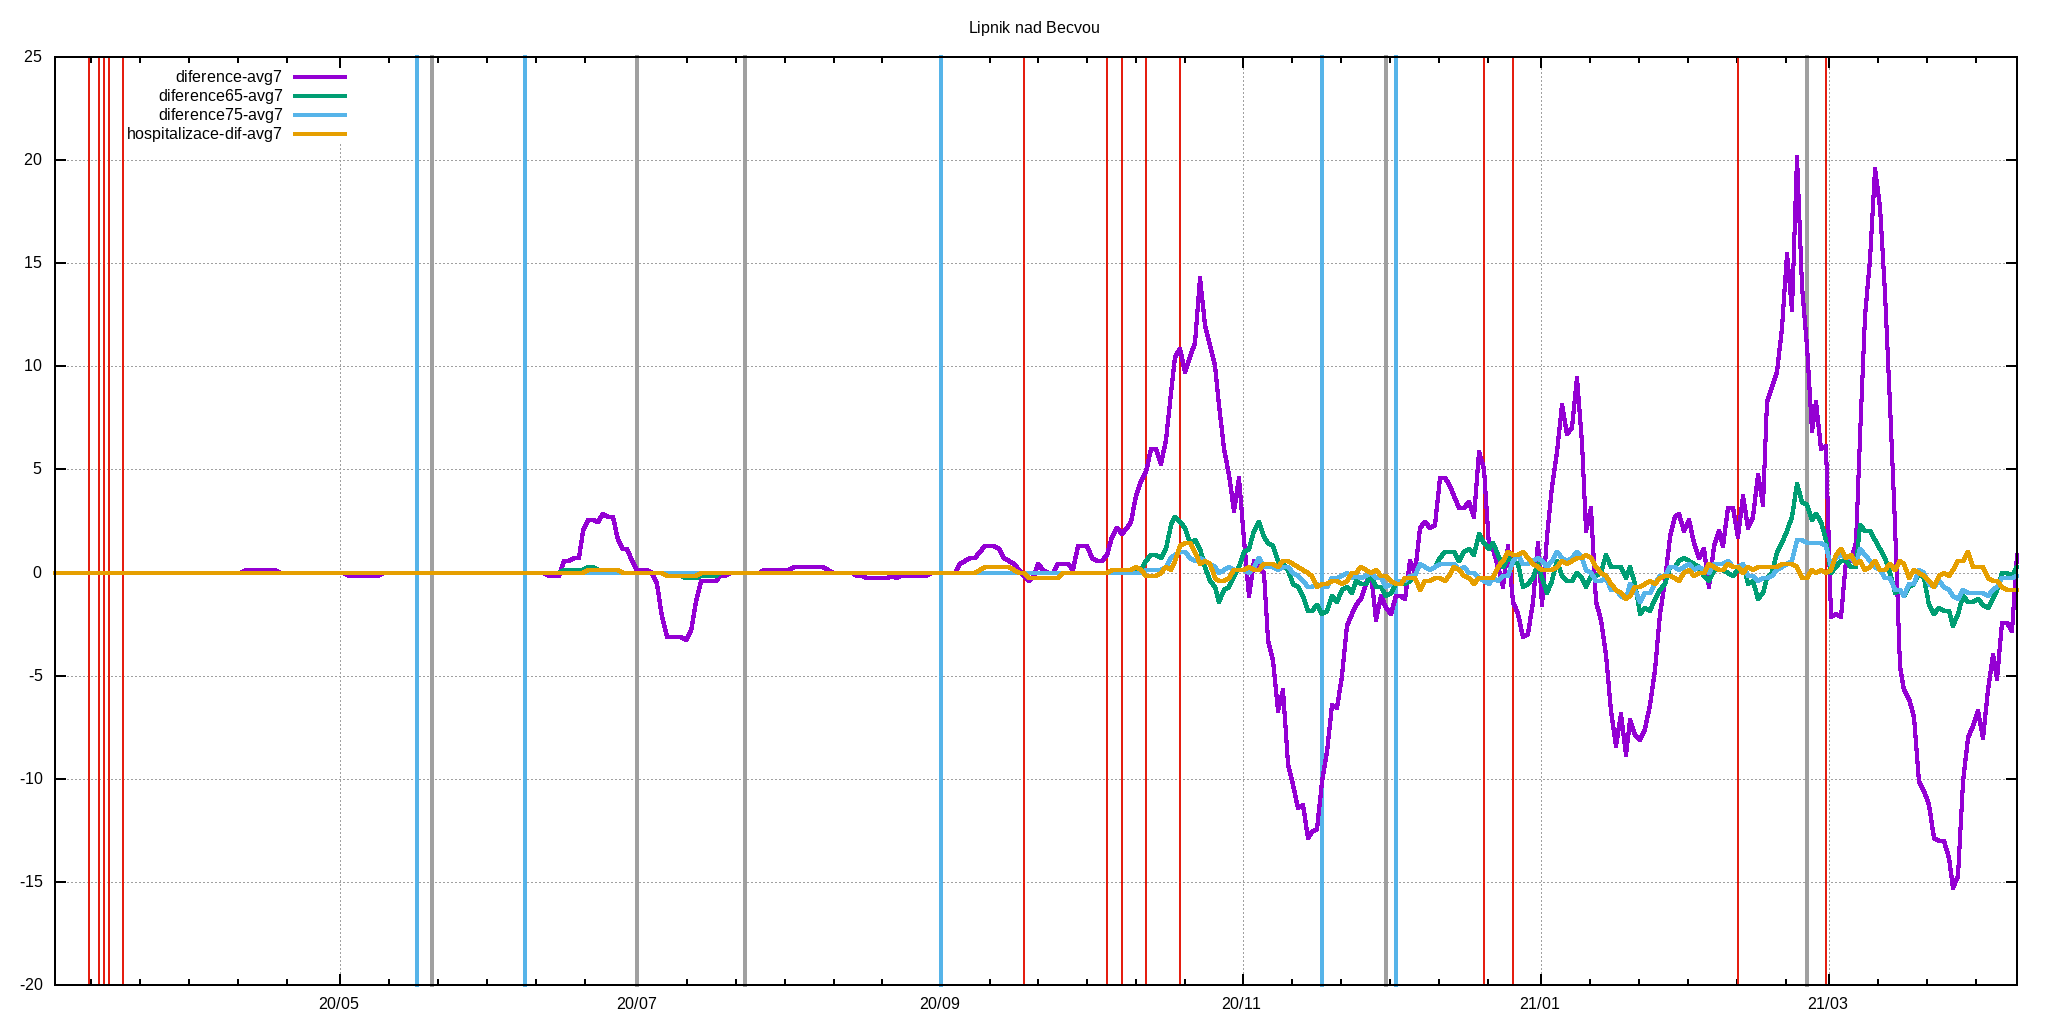 Lipnik nad Becvou
25
20
15
10
5
0
-5
-10
-15
-20
diference-avg7
diference65-avg7
diference75-avg7
hospitalizace-dif-avg7
20/05 20/07 20/09 20/11 21/01 21/03